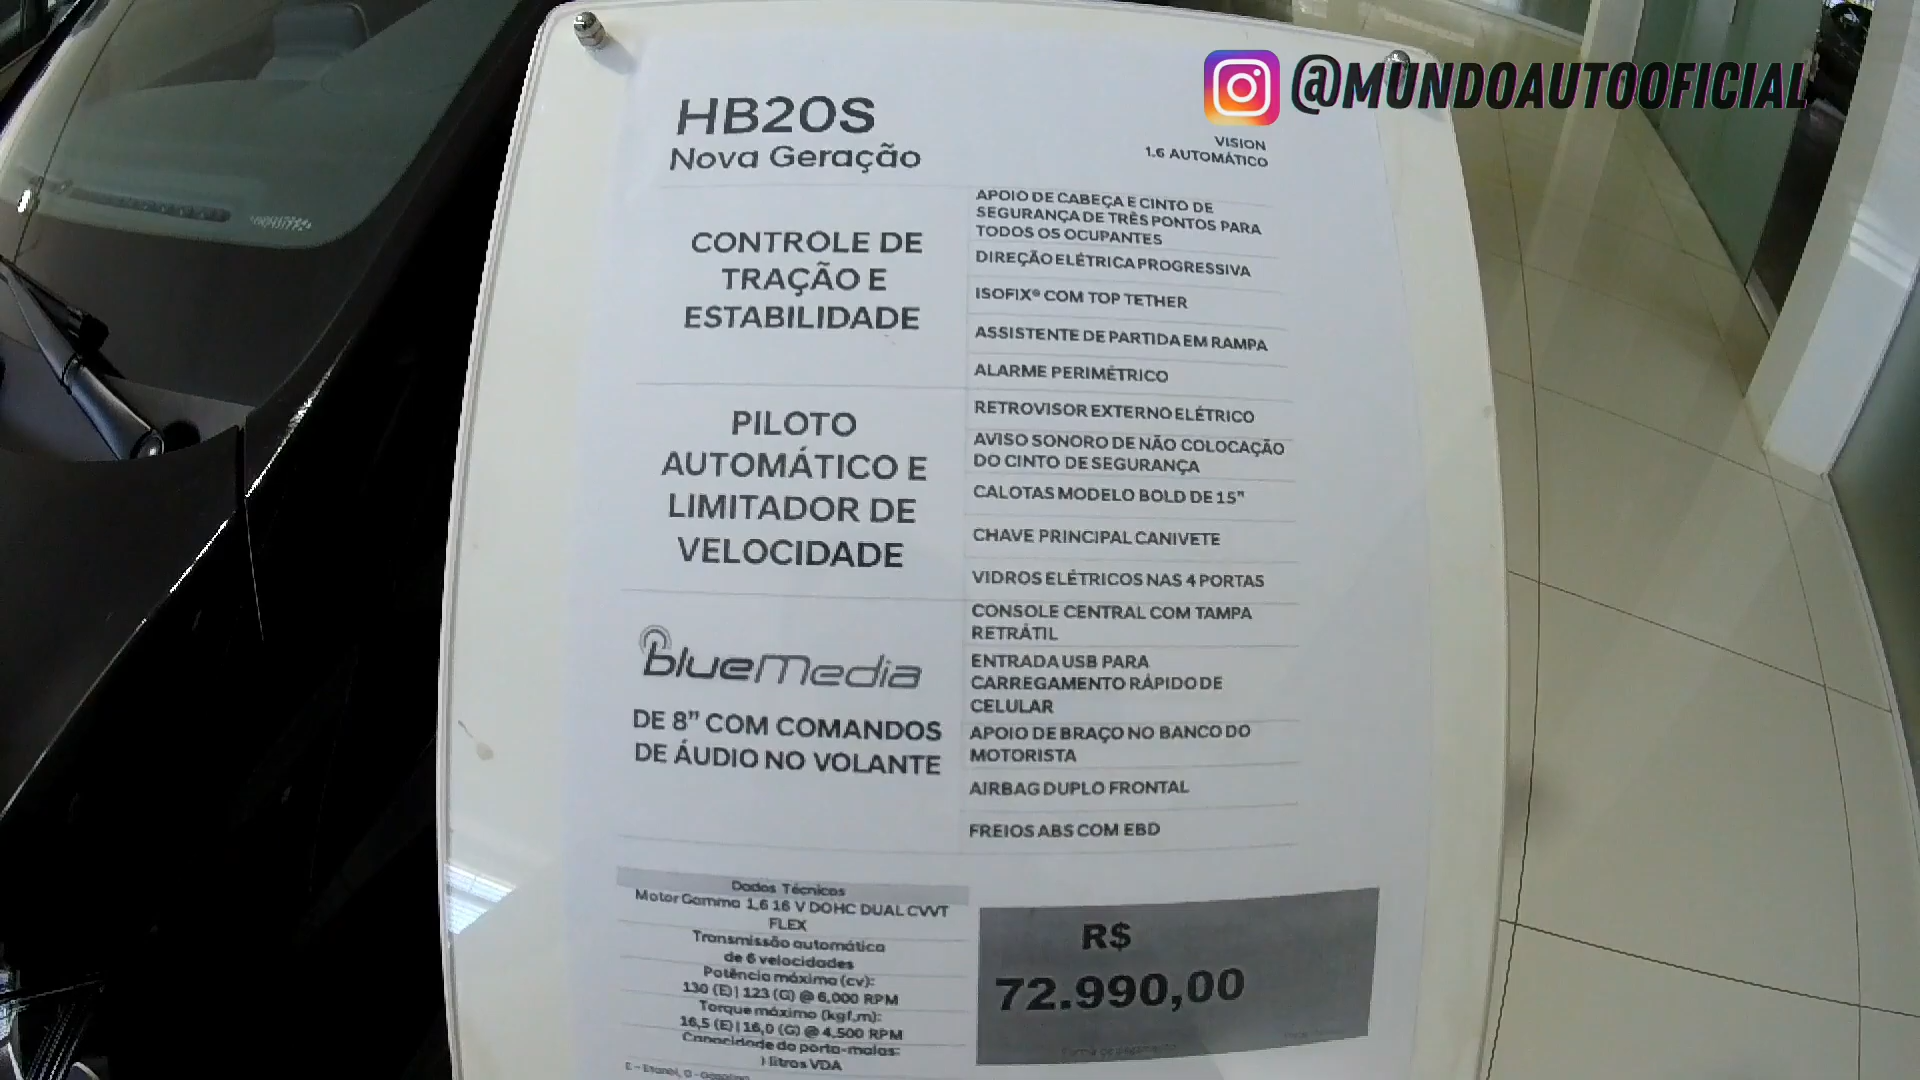 @MUNDOAUTOOFICIAL
HB20S
Nova Geração
VISION
1.6 AUTOMÁTICO
CONTROLE DE
TRAÇÃO E
ESTABILIDADE
PILOTO
AUTOMÁTICO E
LIMITADOR DE
VELOCIDADE
blueMedia
DE 8” COM COMANDOS
DE ÁUDIO NO VOLANTE
APOIO DE CABEÇA E CINTO DE
SEGURANÇA DE TRÊS PONTOS PARA
TODOS OS OCUPANTES
DIREÇÃO ELÉTRICA PROGRESSIVA
ISOFIX® COM TOP TETHER
ASSISTENTE DE PARTIDA EM RAMPA
ALARME PERIMÉTRICO
RETROVISOR EXTERNO ELÉTRICO
AVISO SONORO DE NÃO COLOCAÇÃO
DO CINTO DE SEGURANÇA
CALOTAS MODELO BOLD DE 15"
CHAVE PRINCIPAL CANIVETE
VIDROS ELÉTRICOS NAS 4 PORTAS
CONSOLE CENTRAL COM TAMPA
RETRÁTIL
ENTRADA USB PARA
CARREGAMENTO RÁPIDO DE
CELULAR
APOIO DE BRAÇO NO BANCO DO
MOTORISTA
AIRBAG DUPLO FRONTAL
FREIOS ABS COM EBD
Dados Técnicos
Motor Gamma 1,6 16 V DOHC DUAL CVVT
FLEX
Transmissão automática
de 6 velocidades
Potência máxima (cv):
130 (E) | 123 (G) @ 6,000 RPM
Torque máximo (kgf,m):
16,5 (E) | 16,0 (G) @ 4,500 RPM
Capacidade do porta-malas:
litros VDA
E - Etanol, G - Gasolina
R$
72.990,00
Forma de pagamento